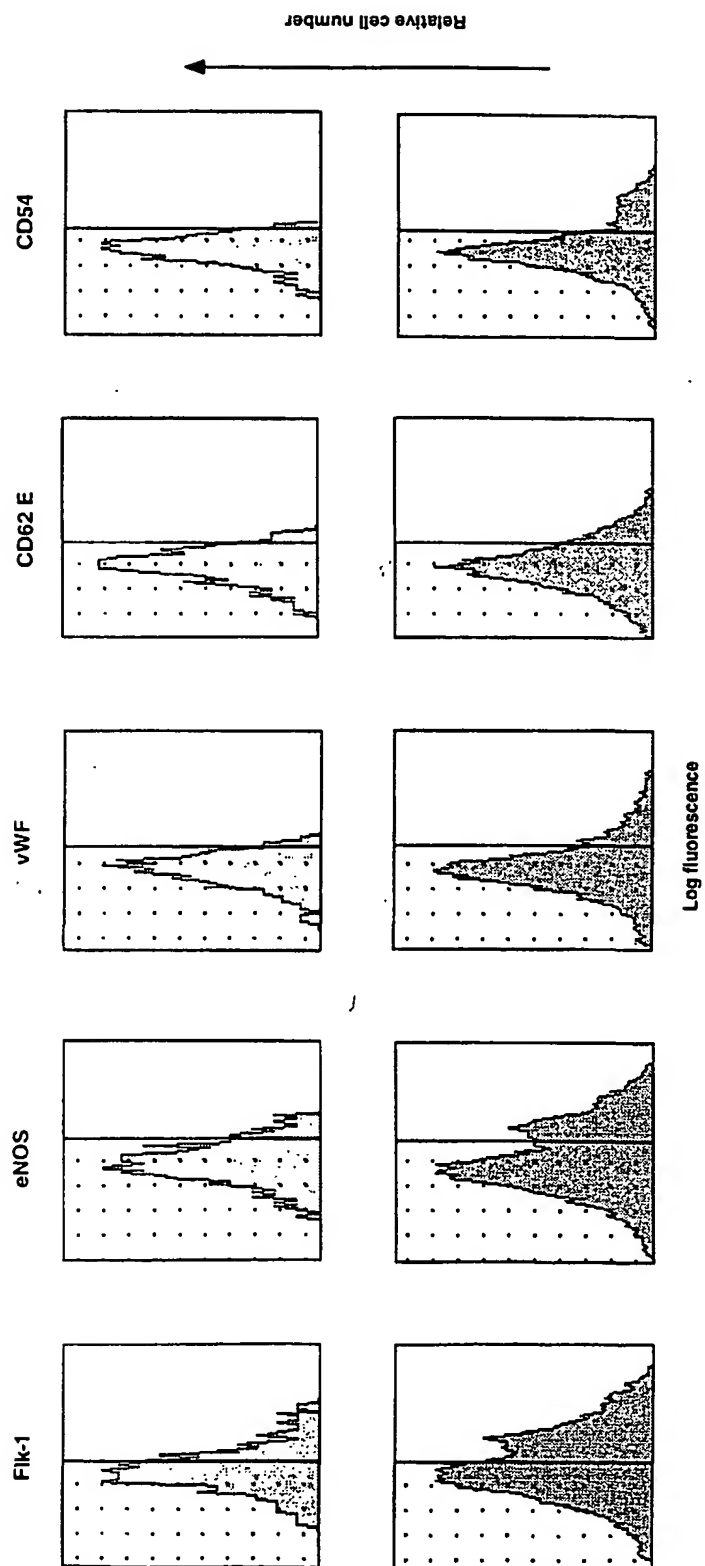 Flk-1
eNOS
vWF
CD62 E
CD54
Relative cell number
Log fluorescence